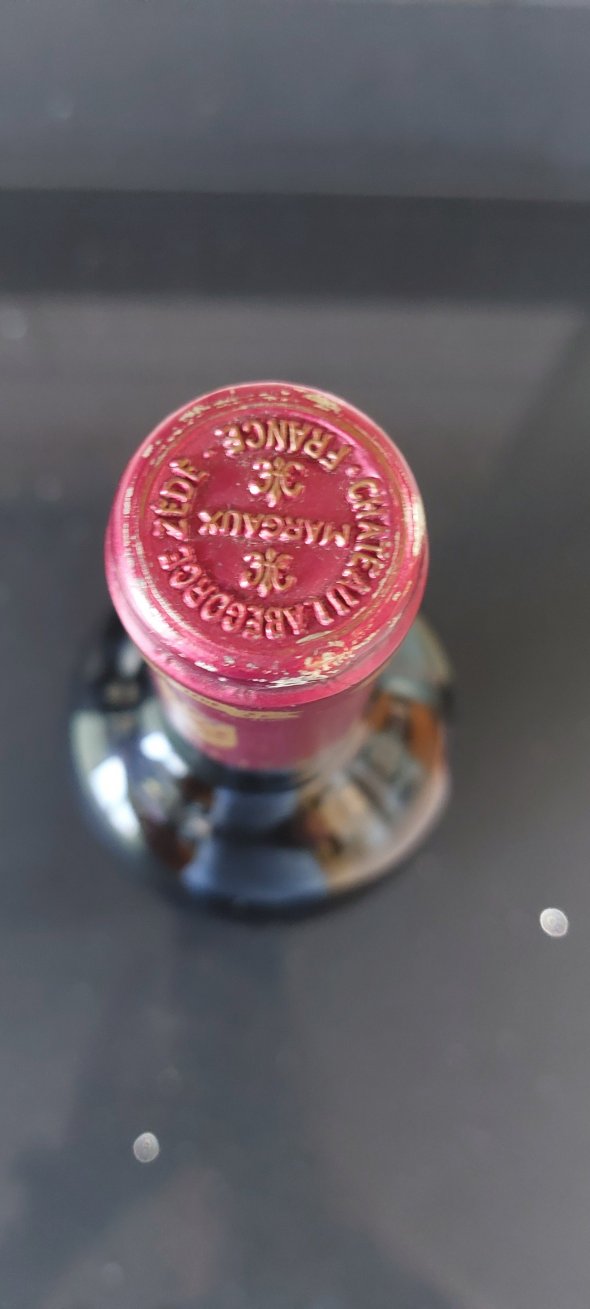 CHATEAU LABEGORCE ZEDE
· FRANCE ·
MARGAUX